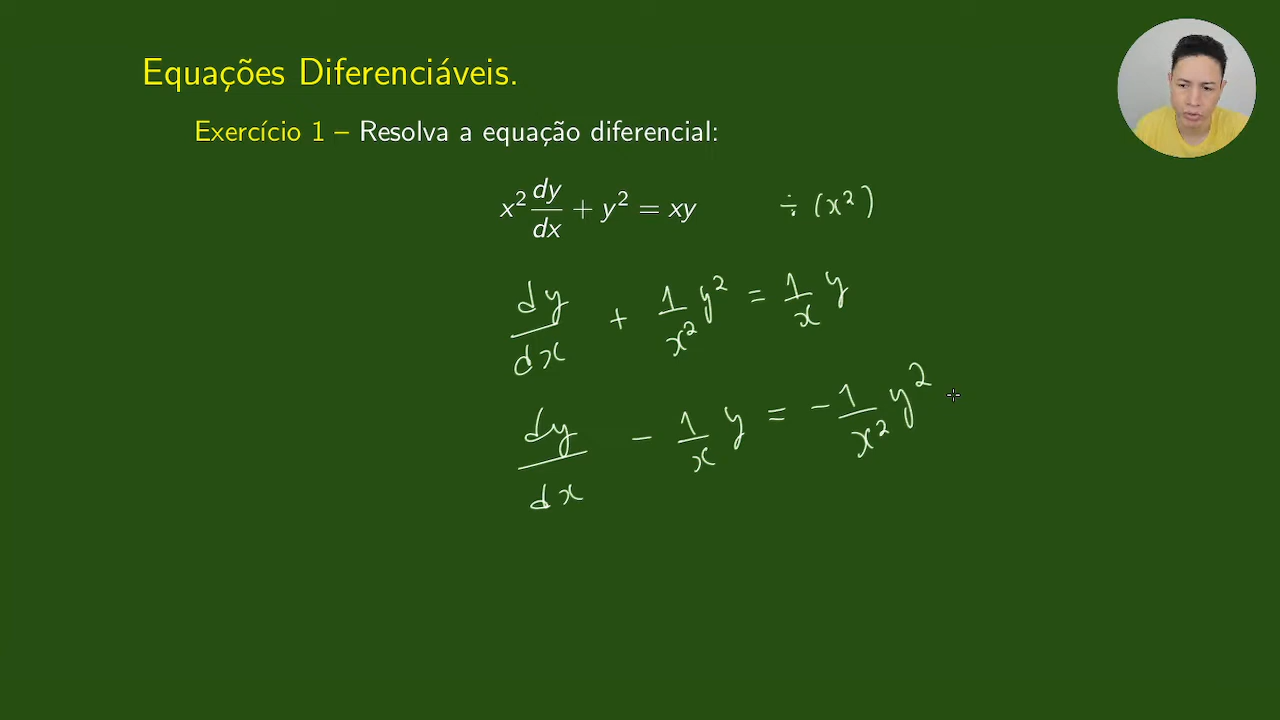 Equações Diferenciáveis.
Exercício 1 – Resolva a equação diferencial:
x² dy/dx + y² = xy ÷ (x²)
dy/dx + 1/x² y² = 1/x y
dy/dx - 1/x y = - 1/x² y²